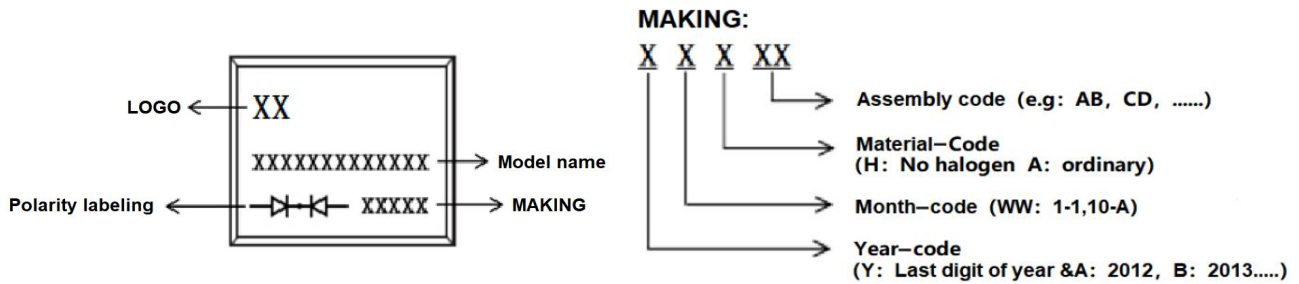 LOGO
XX
XXXXXXXXXXXXX
Model name
Polarity labeling
XXXXX
MAKING
MAKING:
X X X XX
Assembly code (e.g: AB, CD, ......)
Material–Code
(H: No halogen A: ordinary)
Month–code (WW: 1-1,10-A)
Year–code
(Y: Last digit of year &A: 2012, B: 2013.....)